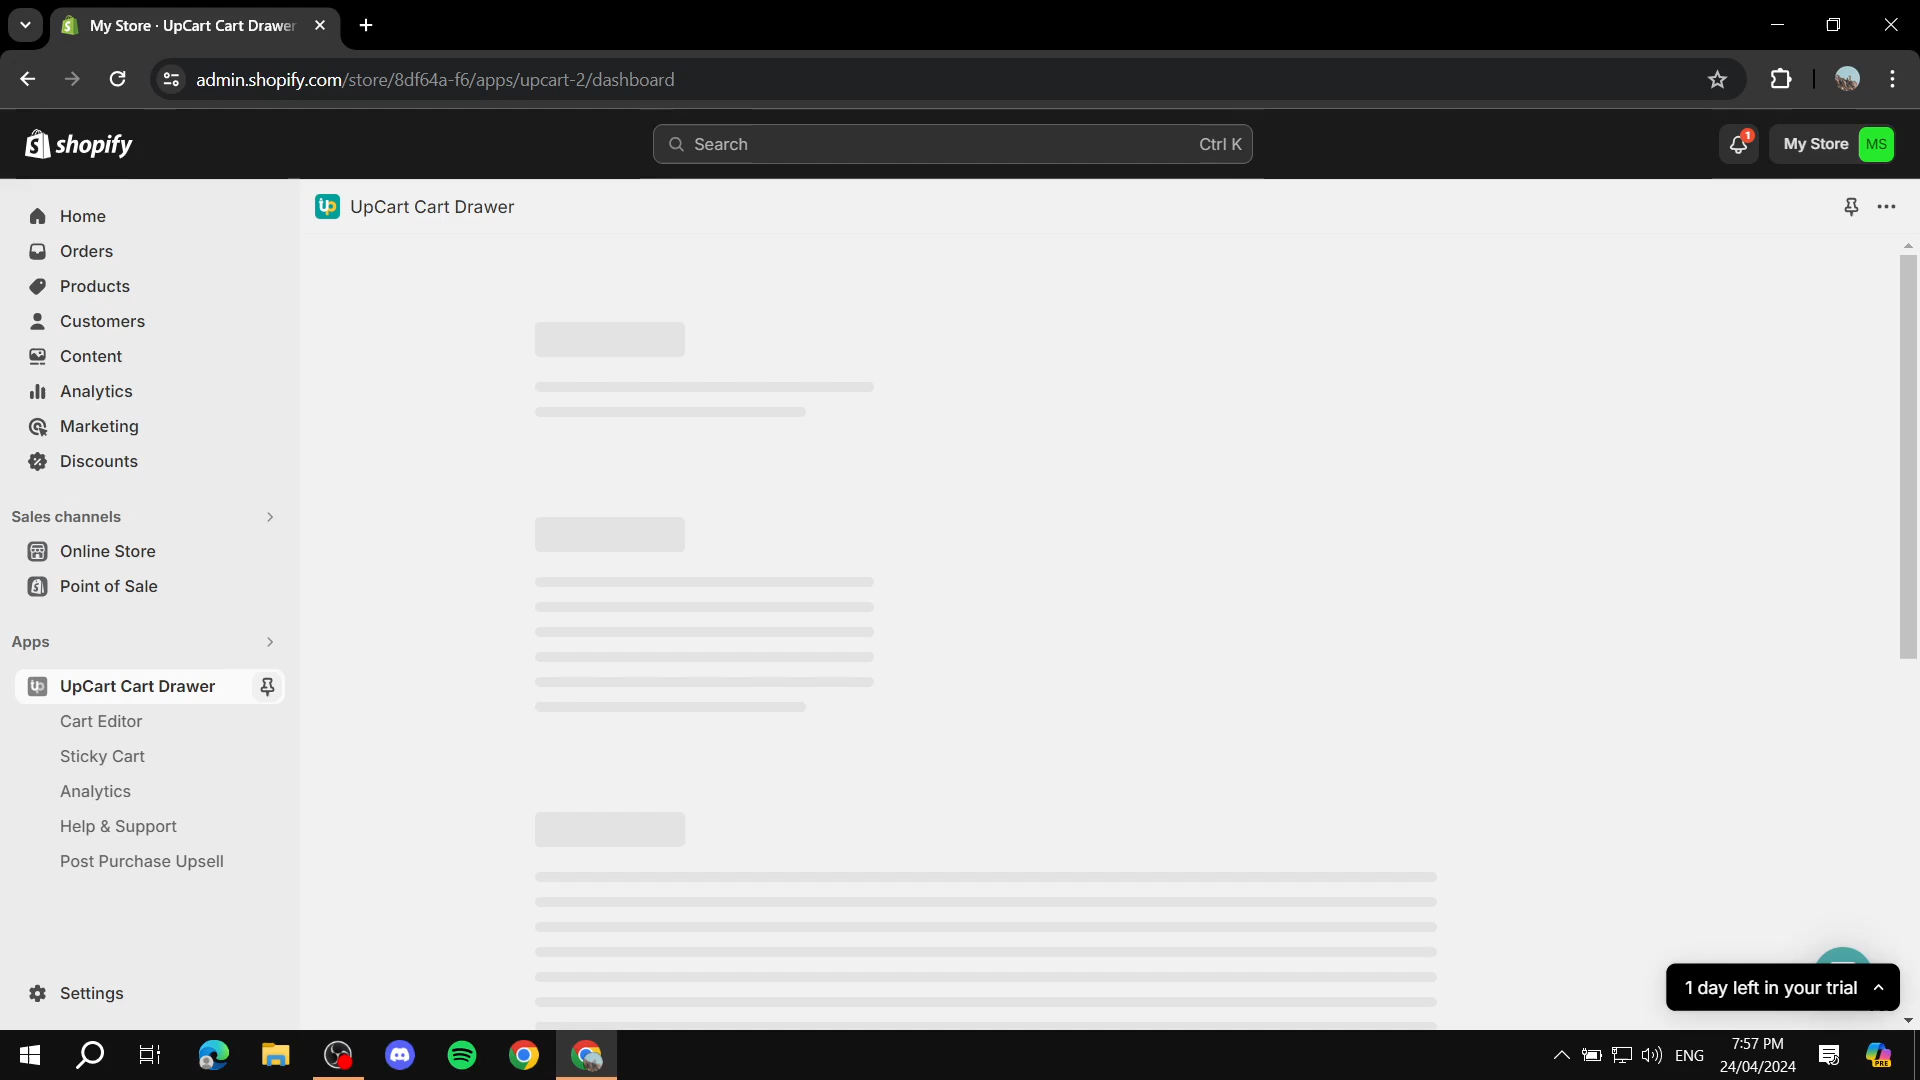 My Store · UpCart Cart Drawer
admin.shopify.com/store/8df64a-f6/apps/upcart-2/dashboard
shopify
Search
Ctrl K
1
My Store
MS
UpCart Cart Drawer
Home
Orders
Products
Customers
Content
Analytics
Marketing
Discounts
Sales channels
Online Store
Point of Sale
Apps
UpCart Cart Drawer
Cart Editor
Sticky Cart
Analytics
Help & Support
Post Purchase Upsell
Settings
1 day left in your trial
ENG
7:57 PM
24/04/2024
PRE